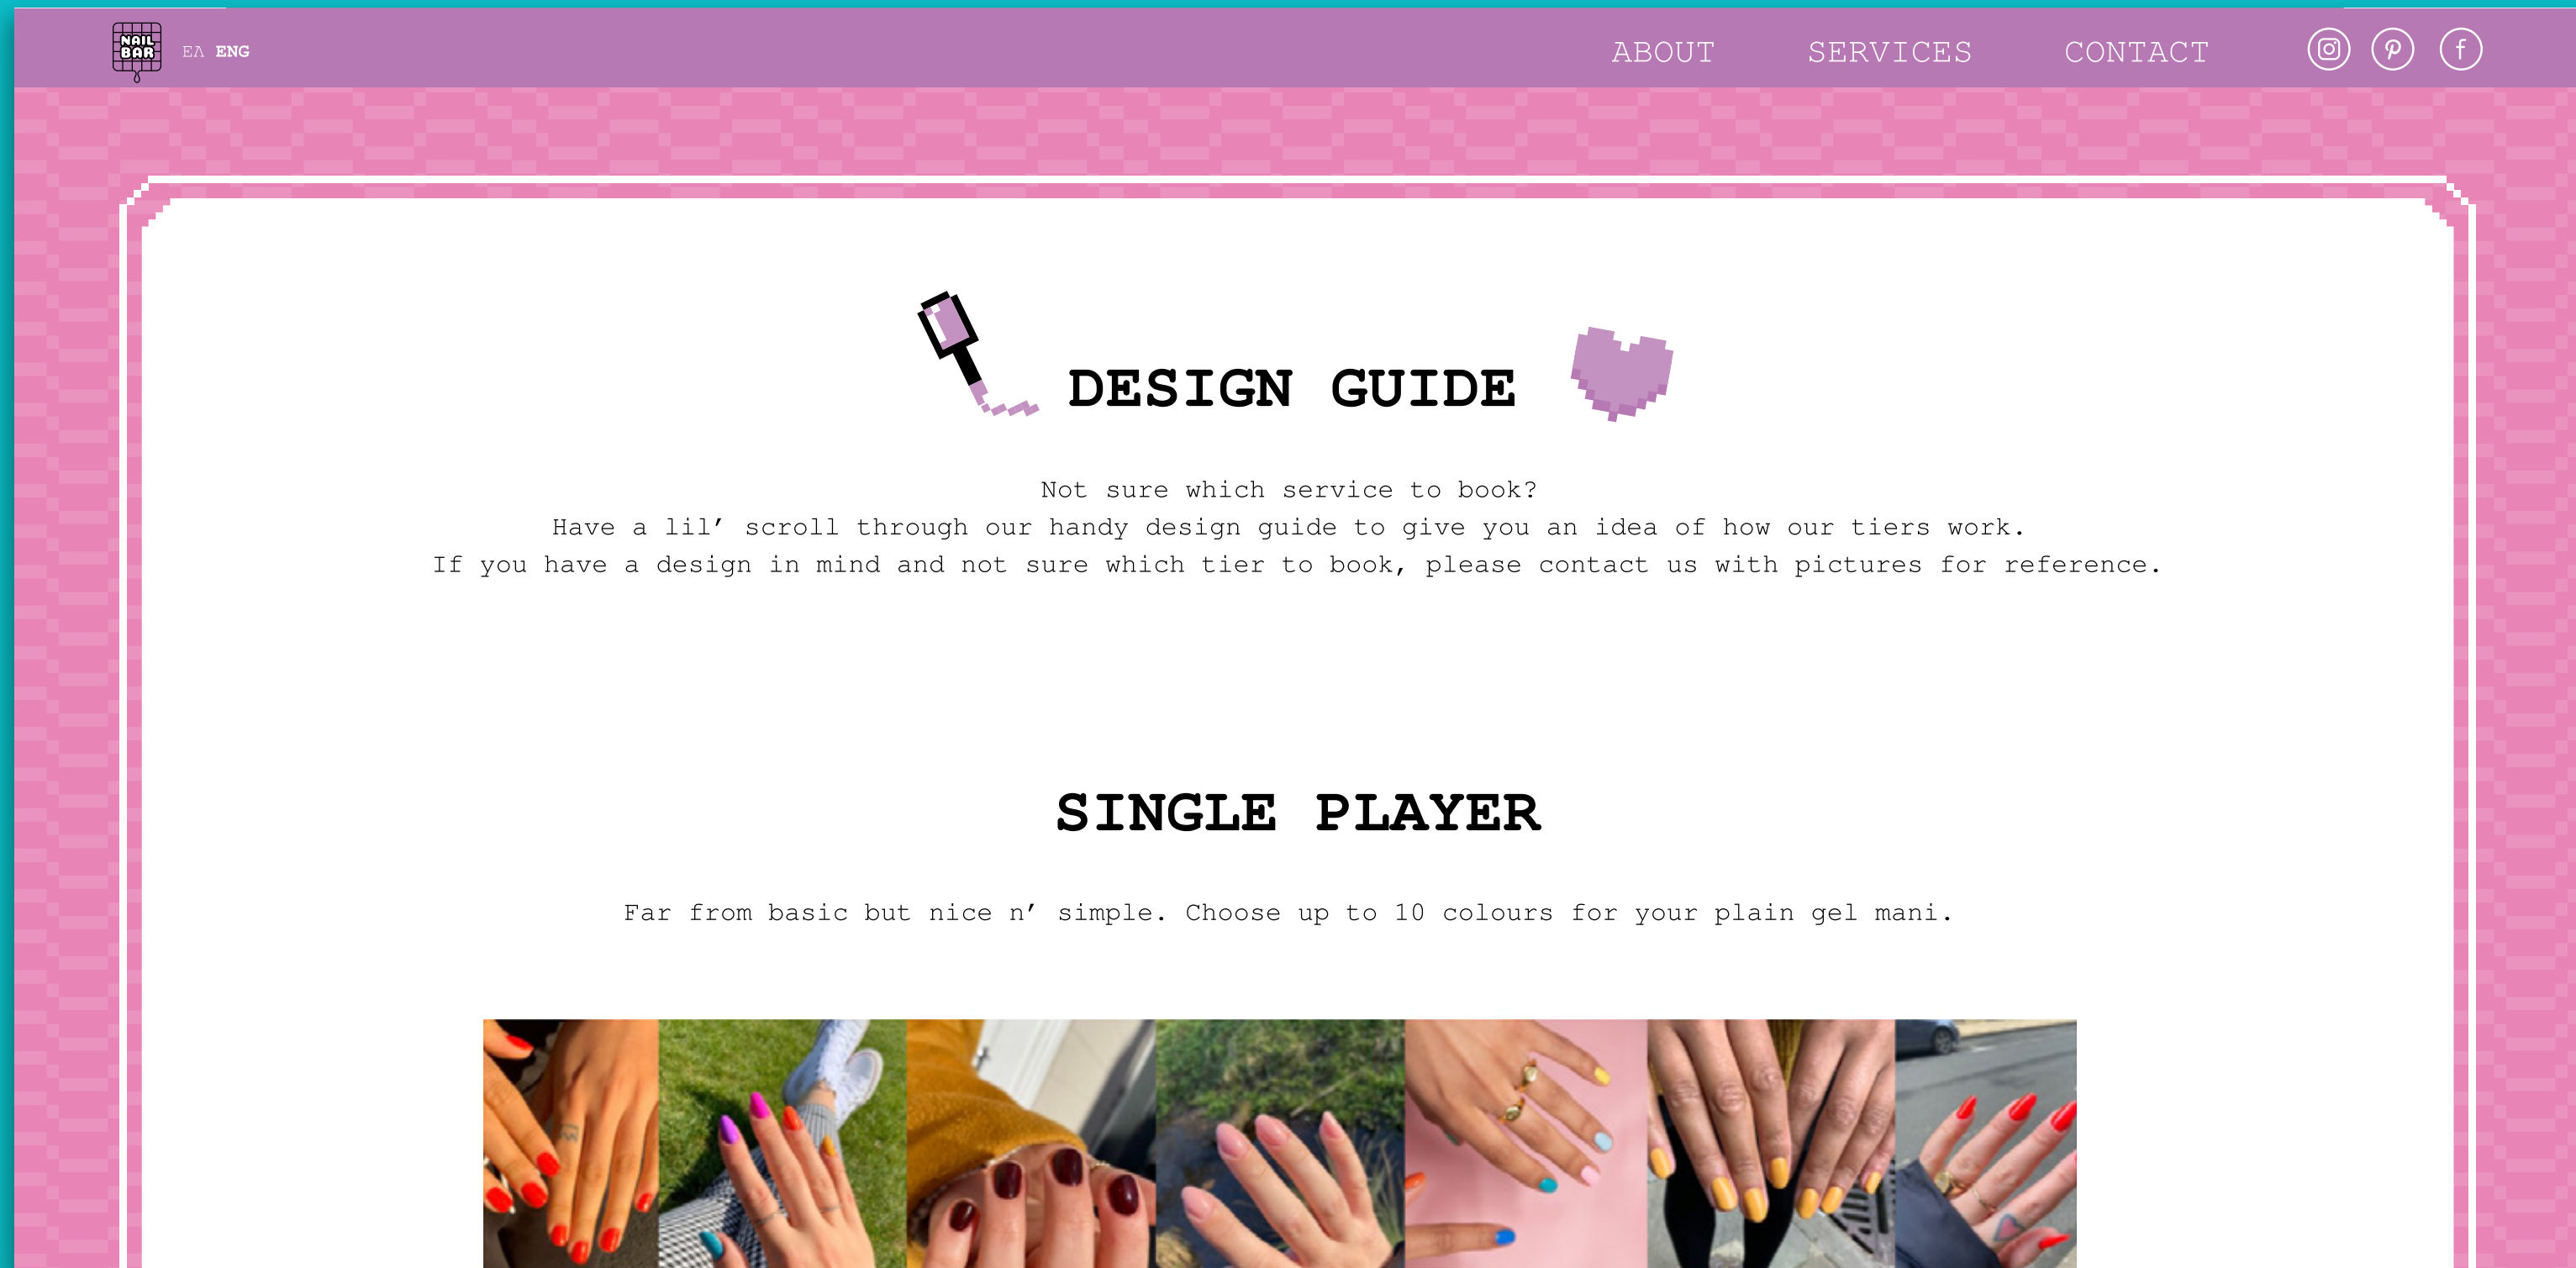 NAIL
BAR
ΕΛ ENG
ABOUT SERVICES CONTACT
DESIGN GUIDE
Not sure which service to book?
Have a lil’ scroll through our handy design guide to give you an idea of how our tiers work.
If you have a design in mind and not sure which tier to book, please contact us with pictures for reference.
SINGLE PLAYER
Far from basic but nice n’ simple. Choose up to 10 colours for your plain gel mani.